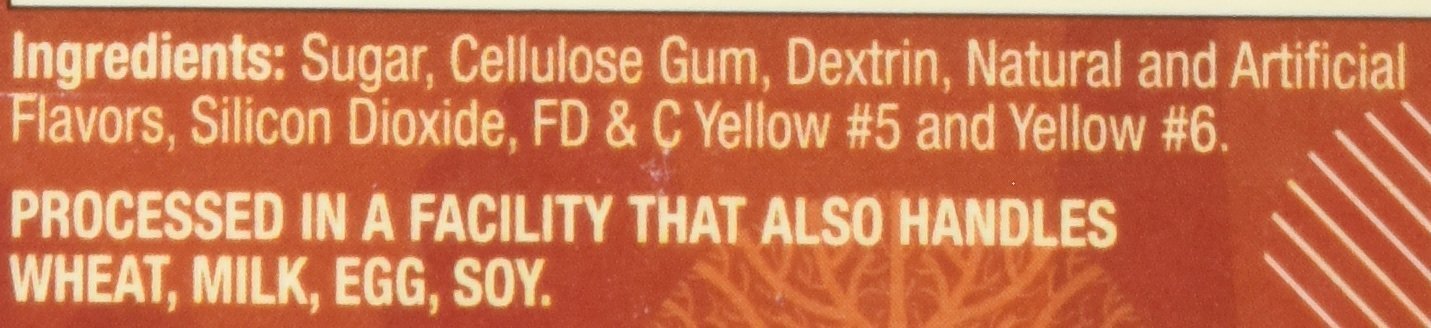 Ingredients: Sugar, Cellulose Gum, Dextrin, Natural and Artificial
Flavors, Silicon Dioxide, FD & C Yellow #5 and Yellow #6.
PROCESSED IN A FACILITY THAT ALSO HANDLES
WHEAT, MILK, EGG, SOY.